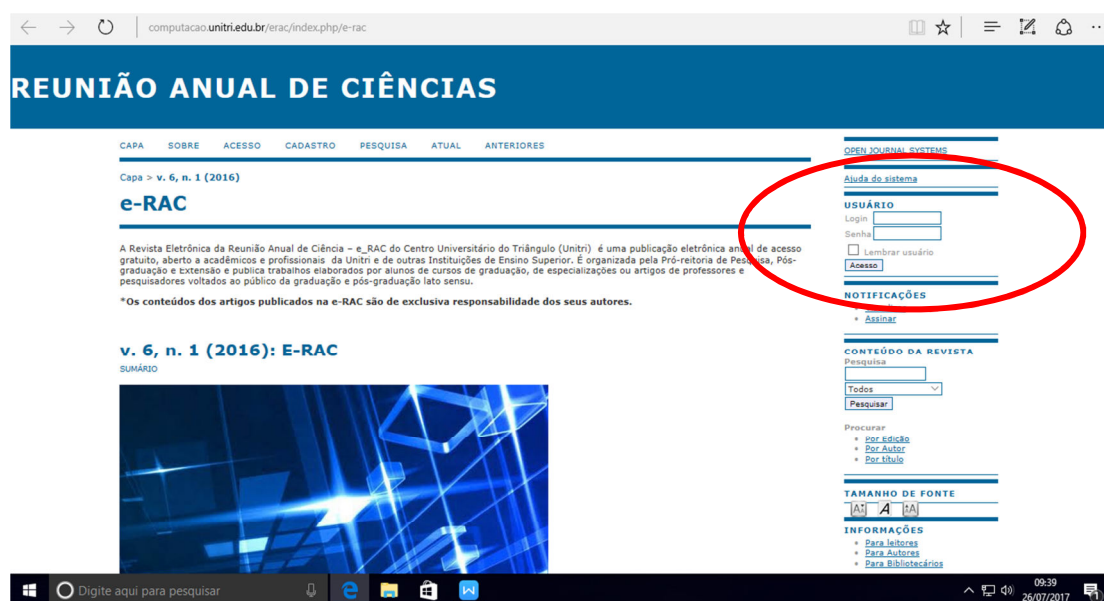 computacao.unitri.edu.br/erac/index.php/e-rac
REUNIÃO ANUAL DE CIÊNCIAS
CAPA SOBRE ACESSO CADASTRO PESQUISA ATUAL ANTERIORES
Capa > v. 6, n. 1 (2016)
e-RAC
A Revista Eletrônica da Reunião Anual de Ciência – e_RAC do Centro Universitário do Triângulo (Unitri) é uma publicação eletrônica anual de acesso
gratuito, aberto a acadêmicos e profissionais da Unitri e de outras Instituições de Ensino Superior. É organizada pela Pró-reitoria de Pesquisa, Pós-
graduação e Extensão e publica trabalhos elaborados por alunos de cursos de graduação, de especializações ou artigos de professores e
pesquisadores voltados ao público da graduação e pós-graduação lato sensu.
*Os conteúdos dos artigos publicados na e-RAC são de exclusiva responsabilidade dos seus autores.
v. 6, n. 1 (2016): E-RAC
SUMÁRIO
OPEN JOURNAL SYSTEMS
Ajuda do sistema
USUÁRIO
Login
Senha
Lembrar usuário
Acesso
NOTIFICAÇÕES
Assinar
CONTEÚDO DA REVISTA
Pesquisa
Todos
Pesquisar
Procurar
Por Edição
Por Autor
Por título
TAMANHO DE FONTE
INFORMAÇÕES
Para leitores
Para Autores
Para Bibliotecários
Digite aqui para pesquisar
09:39
26/07/2017